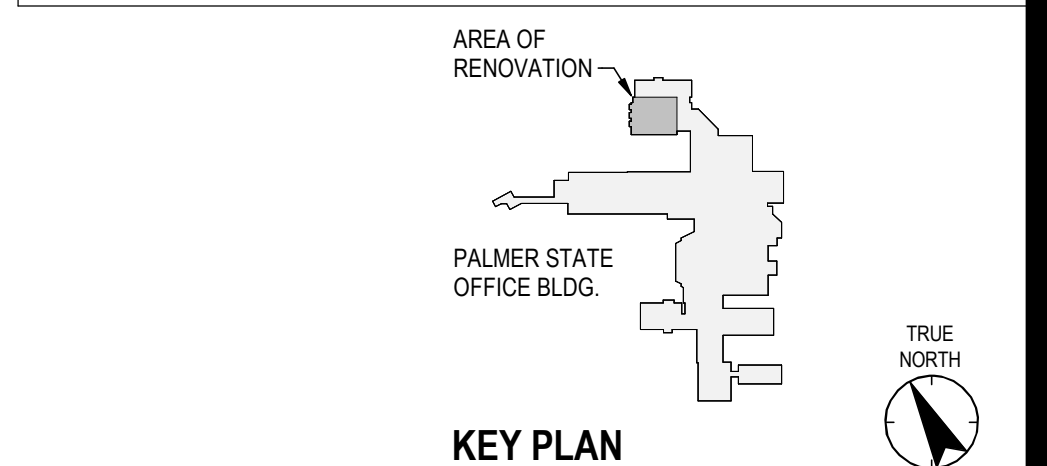 AREA OF
RENOVATION
PALMER STATE
OFFICE BLDG.
TRUE
NORTH
KEY PLAN